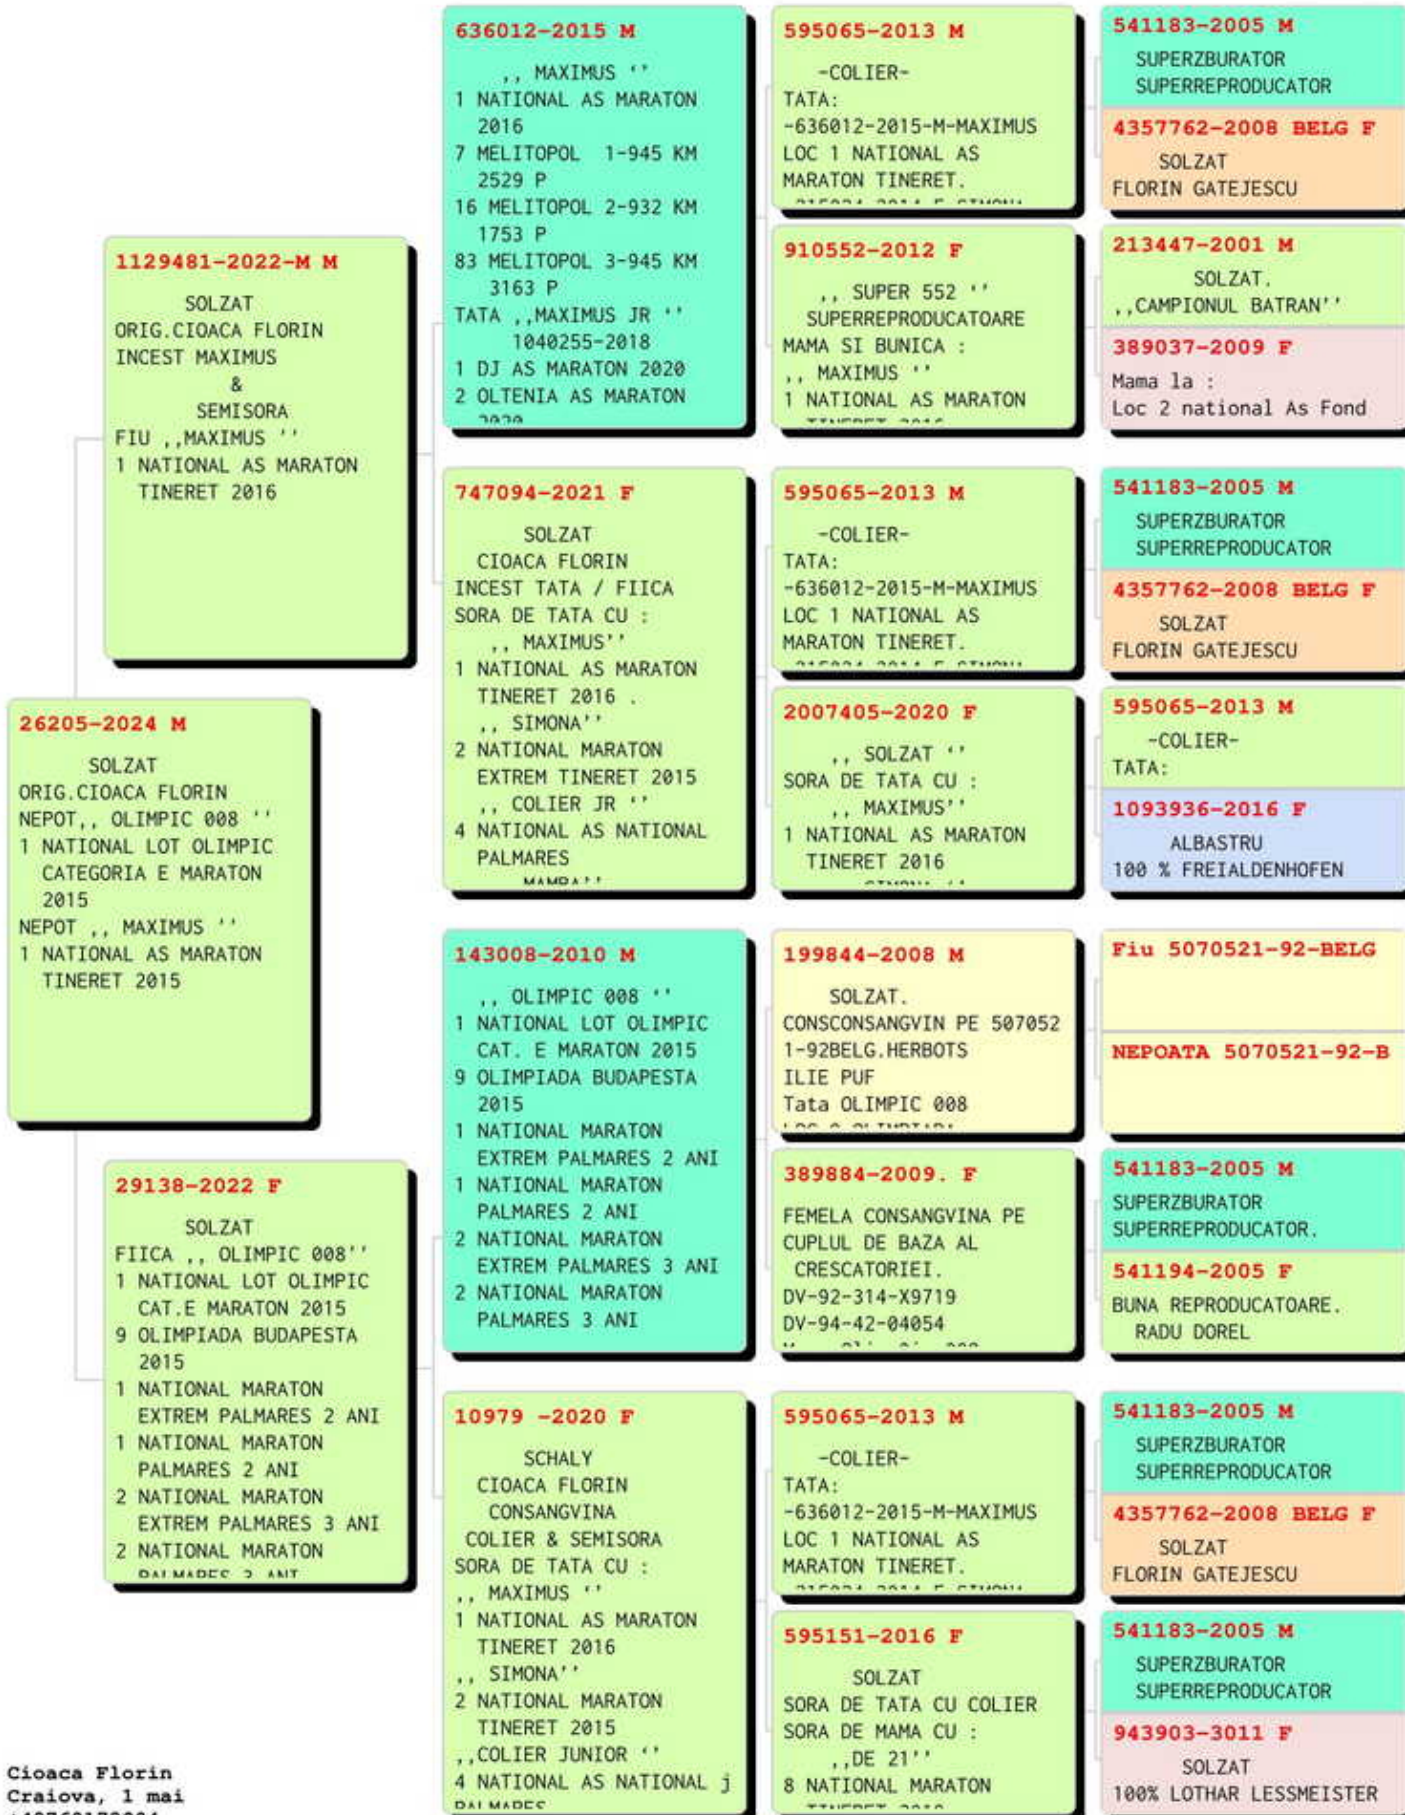 26205-2024 M
SOLZAT
ORIG.CIOACA FLORIN
NEPOT,, OLIMPIC 008 ''
1 NATIONAL LOT OLIMPIC
CATEGORIA E MARATON
2015
NEPOT ,, MAXIMUS ''
1 NATIONAL AS MARATON
TINERET 2015
1129481-2022-M M
SOLZAT
ORIG.CIOACA FLORIN
INCEST MAXIMUS
&
SEMISORA
FIU ,,MAXIMUS ''
1 NATIONAL AS MARATON
TINERET 2016
29138-2022 F
SOLZAT
FIICA ,, OLIMPIC 008''
1 NATIONAL LOT OLIMPIC
CAT.E MARATON 2015
9 OLIMPIADA BUDAPESTA
2015
1 NATIONAL MARATON
EXTREM PALMARES 2 ANI
1 NATIONAL MARATON
PALMARES 2 ANI
2 NATIONAL MARATON
EXTREM PALMARES 3 ANI
2 NATIONAL MARATON
PALMARES 3 ANI
636012-2015 M
,, MAXIMUS ''
1 NATIONAL AS MARATON
2016
7 MELITOPOL 1-945 KM
2529 P
16 MELITOPOL 2-932 KM
1753 P
83 MELITOPOL 3-945 KM
3163 P
TATA ,,MAXIMUS JR ''
1040255-2018
1 DJ AS MARATON 2020
2 OLTENIA AS MARATON
2020
747094-2021 F
SOLZAT
CIOACA FLORIN
INCEST TATA / FIICA
SORA DE TATA CU :
,, MAXIMUS''
1 NATIONAL AS MARATON
TINERET 2016 .
,, SIMONA''
2 NATIONAL MARATON
EXTREM TINERET 2015
,, COLIER JR ''
4 NATIONAL AS NATIONAL
PALMARES
MAMBA''
143008-2010 M
,, OLIMPIC 008 ''
1 NATIONAL LOT OLIMPIC
CAT. E MARATON 2015
9 OLIMPIADA BUDAPESTA
2015
1 NATIONAL MARATON
EXTREM PALMARES 2 ANI
1 NATIONAL MARATON
PALMARES 2 ANI
2 NATIONAL MARATON
EXTREM PALMARES 3 ANI
2 NATIONAL MARATON
PALMARES 3 ANI
10979 -2020 F
SCHALY
CIOACA FLORIN
CONSANGVINA
COLIER & SEMISORA
SORA DE TATA CU :
,, MAXIMUS ''
1 NATIONAL AS MARATON
TINERET 2016
,, SIMONA''
2 NATIONAL MARATON
TINERET 2015
,,COLIER JUNIOR ''
4 NATIONAL AS NATIONAL j
PALMARES
595065-2013 M
-COLIER-
TATA:
-636012-2015-M-MAXIMUS
LOC 1 NATIONAL AS
MARATON TINERET.
910552-2012 F
,, SUPER 552 ''
SUPERREPRODUCATOARE
MAMA SI BUNICA :
,, MAXIMUS ''
1 NATIONAL AS MARATON
595065-2013 M
-COLIER-
TATA:
-636012-2015-M-MAXIMUS
LOC 1 NATIONAL AS
MARATON TINERET.
2007405-2020 F
,, SOLZAT ''
SORA DE TATA CU :
,, MAXIMUS''
1 NATIONAL AS MARATON
TINERET 2016
199844-2008 M
SOLZAT.
CONSCONSANGVIN PE 507052
1-92BELG.HERBOTS
ILIE PUF
Tata OLIMPIC 008
389884-2009. F
FEMELA CONSANGVINA PE
CUPLUL DE BAZA AL
CRESCATORIEI.
DV-92-314-X9719
DV-94-42-04054
595065-2013 M
-COLIER-
TATA:
-636012-2015-M-MAXIMUS
LOC 1 NATIONAL AS
MARATON TINERET.
595151-2016 F
SOLZAT
SORA DE TATA CU COLIER
SORA DE MAMA CU :
,,DE 21''
8 NATIONAL MARATON
541183-2005 M
SUPERZBURATOR
SUPERREPRODUCATOR
4357762-2008 BELG F
SOLZAT
FLORIN GATEJESCU
213447-2001 M
SOLZAT.
,,CAMPIONUL BATRAN''
389037-2009 F
Mama la :
Loc 2 national As Fond
541183-2005 M
SUPERZBURATOR
SUPERREPRODUCATOR
4357762-2008 BELG F
SOLZAT
FLORIN GATEJESCU
595065-2013 M
-COLIER-
TATA:
1093936-2016 F
ALBASTRU
100 % FREIALDENHOFEN
Fiu 5070521-92-BELG
NEPOATA 5070521-92-B
541183-2005 M
SUPERZBURATOR
SUPERREPRODUCATOR.
541194-2005 F
BUNA REPRODUCATOARE.
RADU DOREL
541183-2005 M
SUPERZBURATOR
SUPERREPRODUCATOR
4357762-2008 BELG F
SOLZAT
FLORIN GATEJESCU
541183-2005 M
SUPERZBURATOR
SUPERREPRODUCATOR
943903-3011 F
SOLZAT
100% LOTHAR LESSMEISTER
Cioaca Florin
Craiova, 1 mai